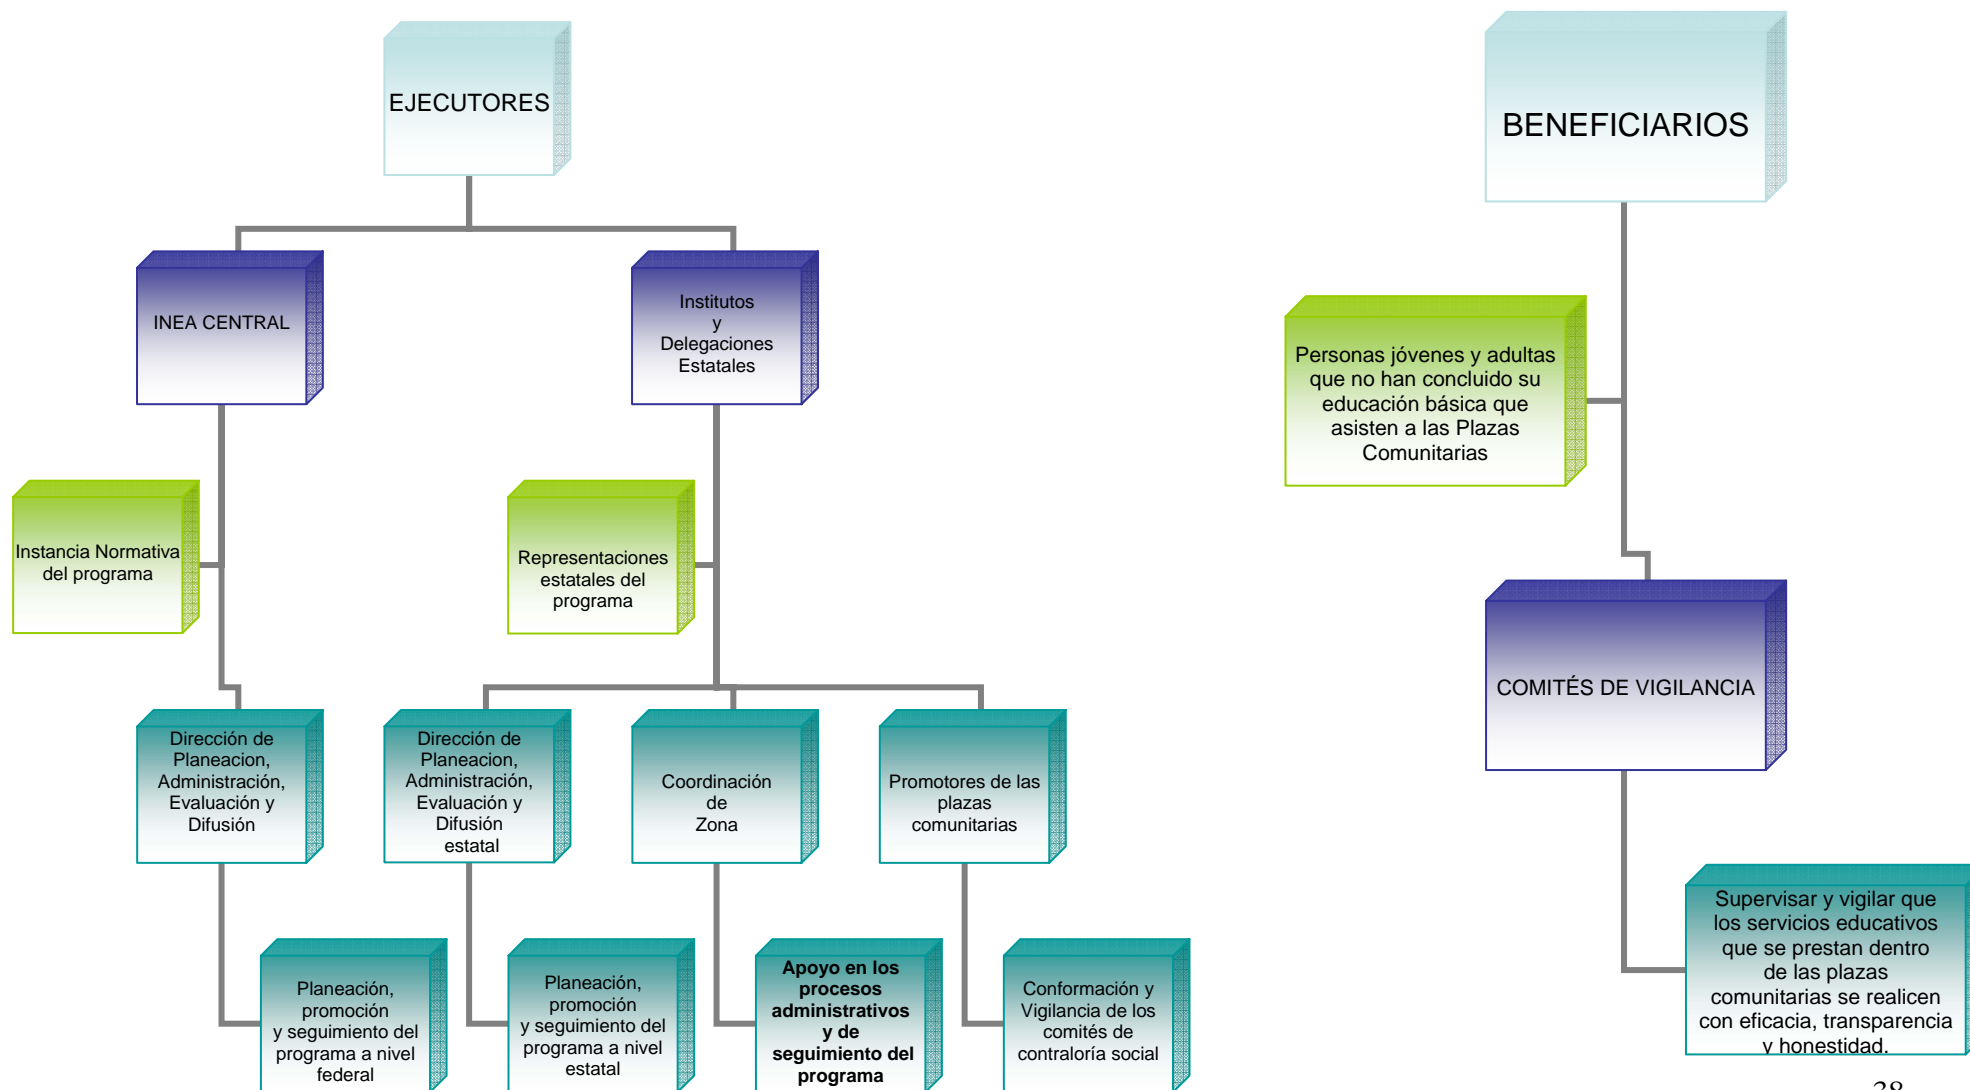 EJECUTORES
INEA CENTRAL
Institutos
y
Delegaciones
Estatales
Instancia Normativa
del programa
Representaciones
estatales del
programa
Dirección de
Planeacion,
Administración,
Evaluación y
Difusión
Dirección de
Planeacion,
Administración,
Evaluación y
Difusión
estatal
Coordinación
de
Zona
Promotores de las
plazas
comunitarias
Planeación,
promoción
y seguimiento del
programa a nivel
federal
Planeación,
promoción
y seguimiento del
programa a nivel
estatal
Apoyo en los
procesos
administrativos
y de
seguimiento del
programa
Conformación y
Vigilancia de los
comités de
contraloría social
BENEFICIARIOS
Personas jóvenes y adultas
que no han concluido su
educación básica que
asisten a las Plazas
Comunitarias
COMITÉS DE VIGILANCIA
Supervisar y vigilar que
los servicios educativos
que se prestan dentro
de las plazas
comunitarias se realicen
con eficacia, transparencia
y honestidad.
38